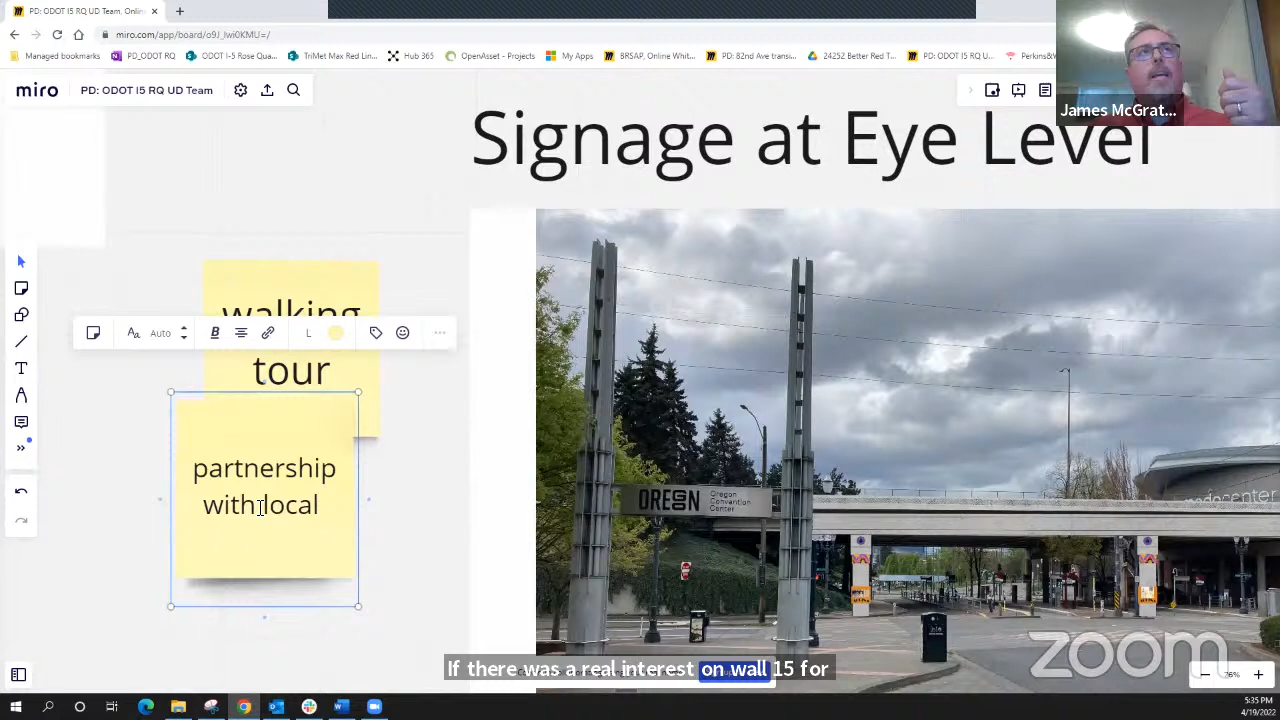 PD: ODOT I5 RQ UD Team, Onlin
miro.com/app/board/o9J_lwi0KMU=/
Managed bookmarks
PD_ODOT RQ
ODOT I-5 Rose Qua...
TriMet Max Red Lin...
Hub 365
OpenAsset - Projects
My Apps
BRSAP, Online Whit...
PD: 82nd Ave transi...
24252 Better Red T...
PD: ODOT I5 RQ U...
Perkins&W
James McGrat...
miro
PD: ODOT I5 RQ UD Team
Signage at Eye Level
walking
tour
Auto
L
partnership
with local
OREGON
Oregon
Convention
Center
zoom
If there was a real interest on wall 15 for
76%
5:35 PM
4/19/2022